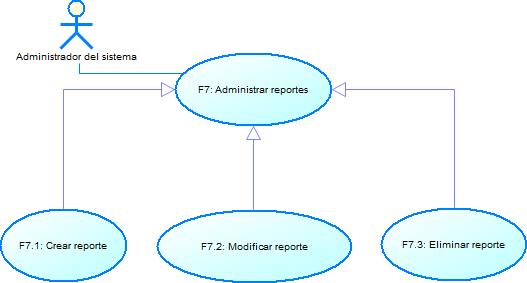 Administrador del sistema
F7: Administrar reportes
F7.1: Crear reporte
F7.2: Modificar reporte
F7.3: Eliminar reporte